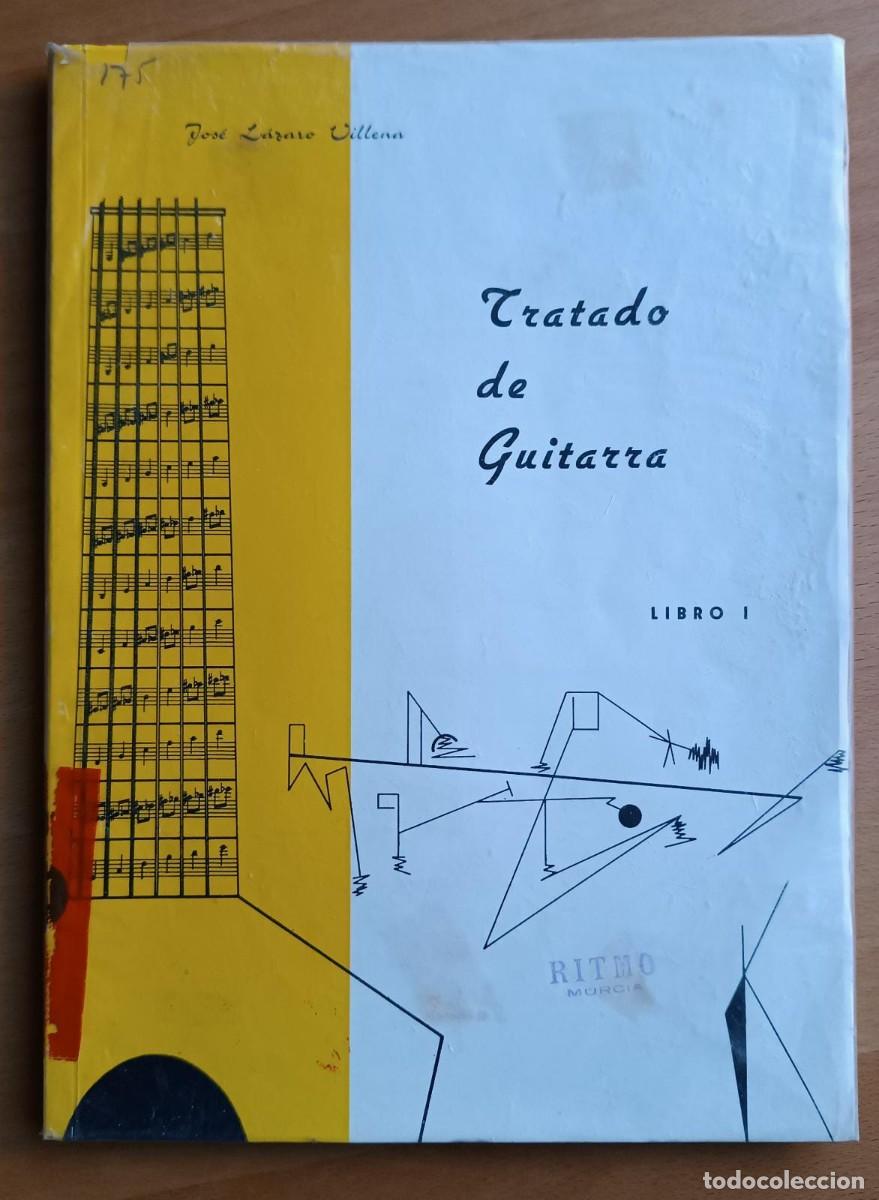 175
José Lázaro Villena
Tratado
de
Guitarra
LIBRO I
RITMO
MURCIA
todocoleccion